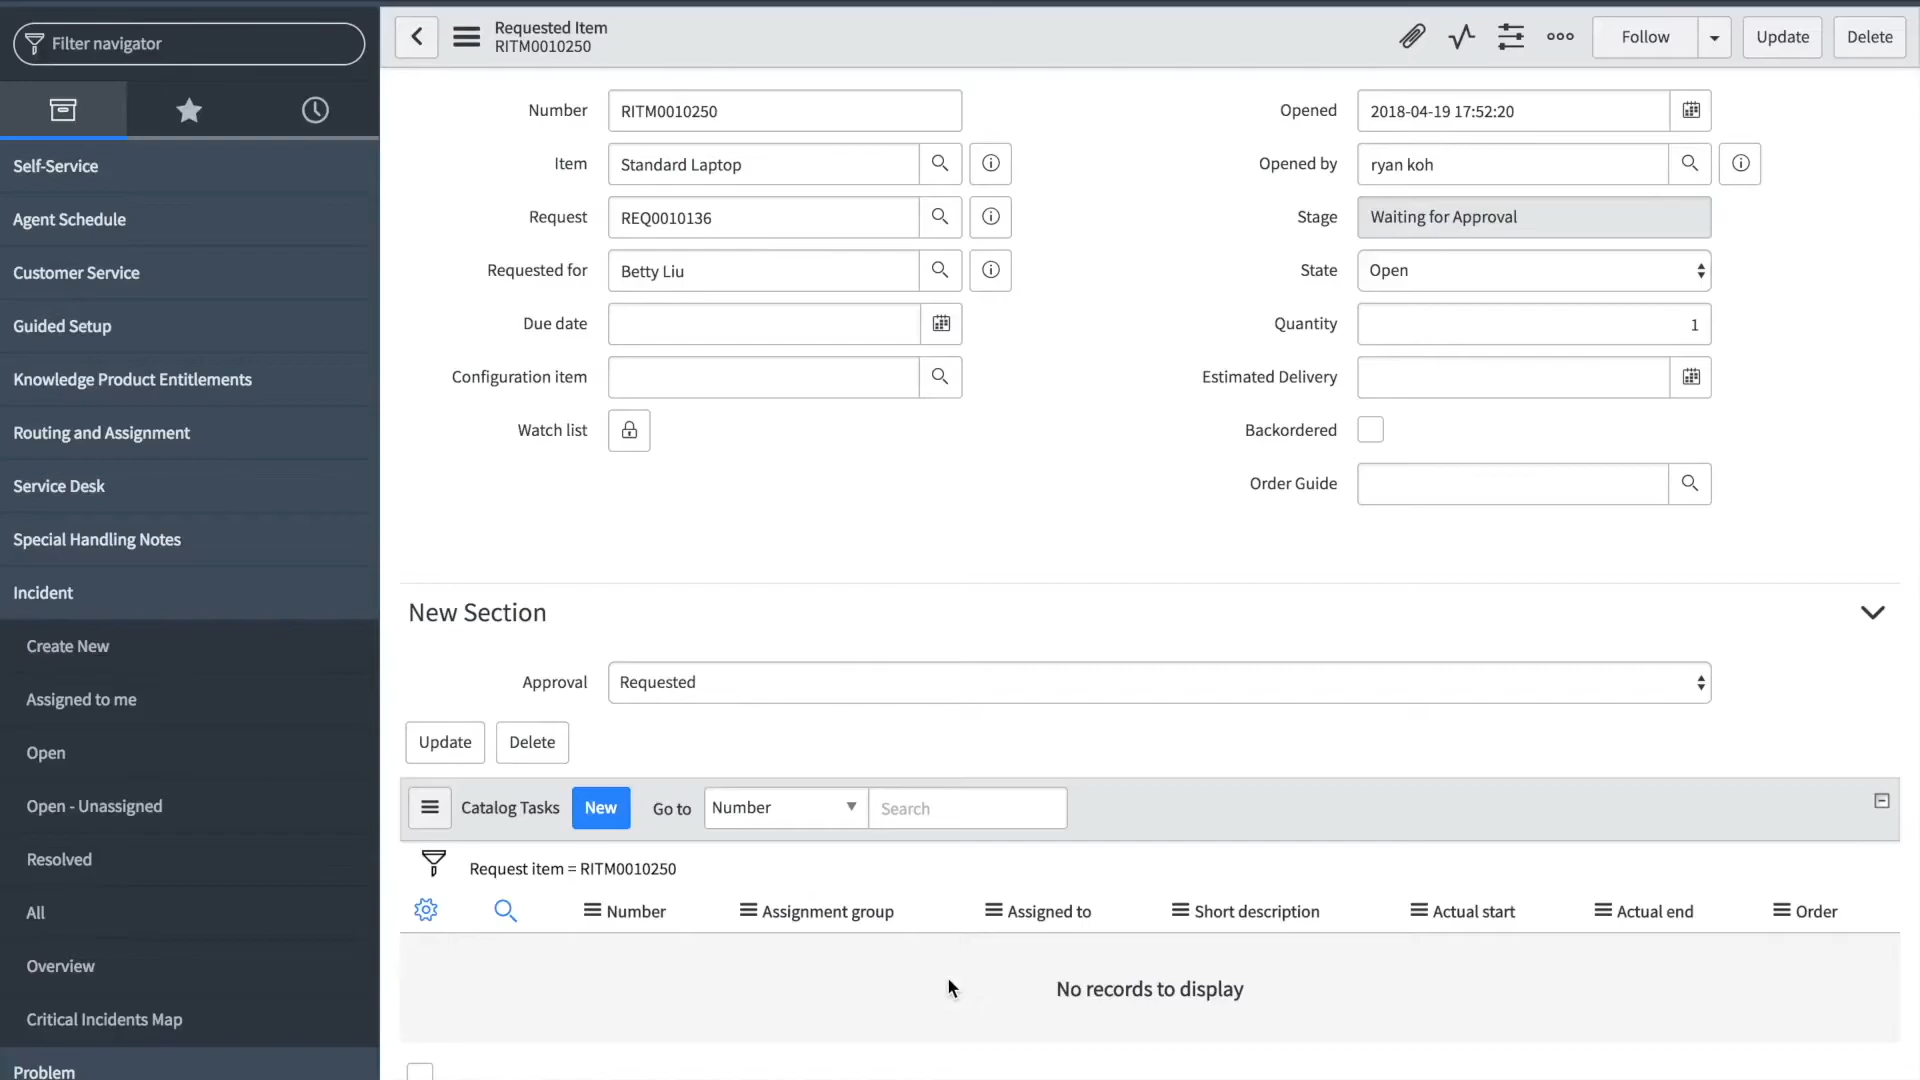 Filter navigator
Self-Service
Agent Schedule
Customer Service
Guided Setup
Knowledge Product Entitlements
Routing and Assignment
Service Desk
Special Handling Notes
Incident
Create New
Assigned to me
Open
Open - Unassigned
Resolved
All
Overview
Critical Incidents Map
Problem
Requested Item
RITM0010250
Follow
Update
Delete
Number RITM0010250
Item Standard Laptop
Request REQ0010136
Requested for Betty Liu
Due date
Configuration item
Watch list
Opened 2018-04-19 17:52:20
Opened by ryan koh
Stage Waiting for Approval
State Open
Quantity 1
Estimated Delivery
Backordered
Order Guide
New Section
Approval Requested
Update Delete
Catalog Tasks New Go to Number Search
Request item = RITM0010250
Number Assignment group Assigned to Short description Actual start Actual end Order
No records to display